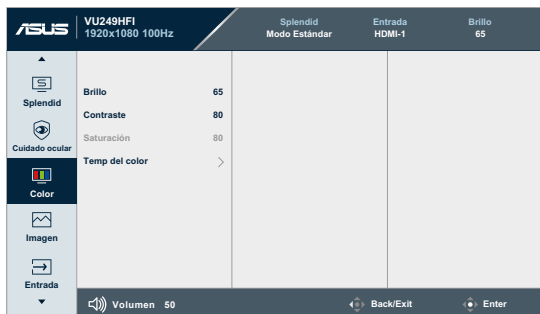 ASUS
VU249HFI
1920x1080 100Hz
Splendid
Modo Estándar
Entrada
HDMI-1
Brillo
65
Splendid
Cuidado ocular
Color
Imagen
Entrada
Brillo 65
Contraste 80
Saturación 80
Temp del color
Volumen 50
Back/Exit
Enter